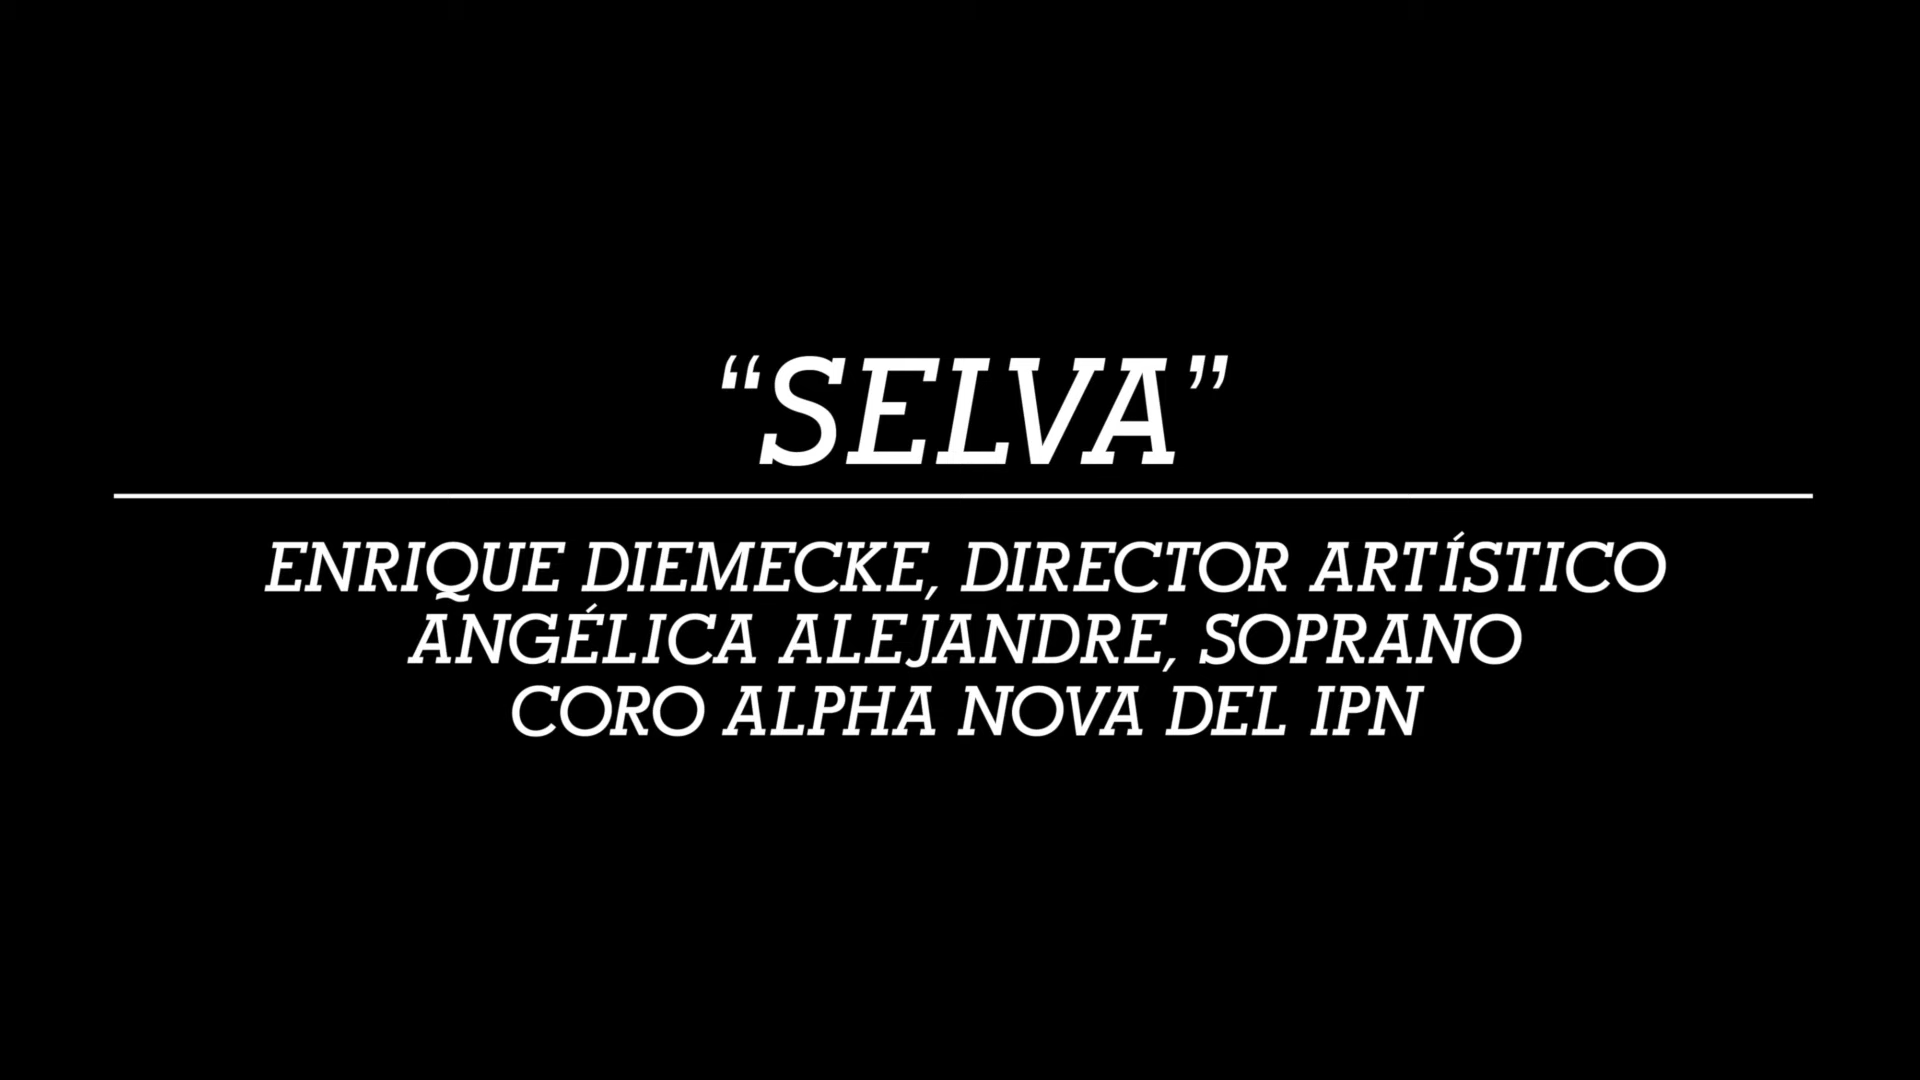 “SELVA”
ENRIQUE DIEMECKE, DIRECTOR ARTÍSTICO
ANGÉLICA ALEJANDRE, SOPRANO
CORO ALPHA NOVA DEL IPN